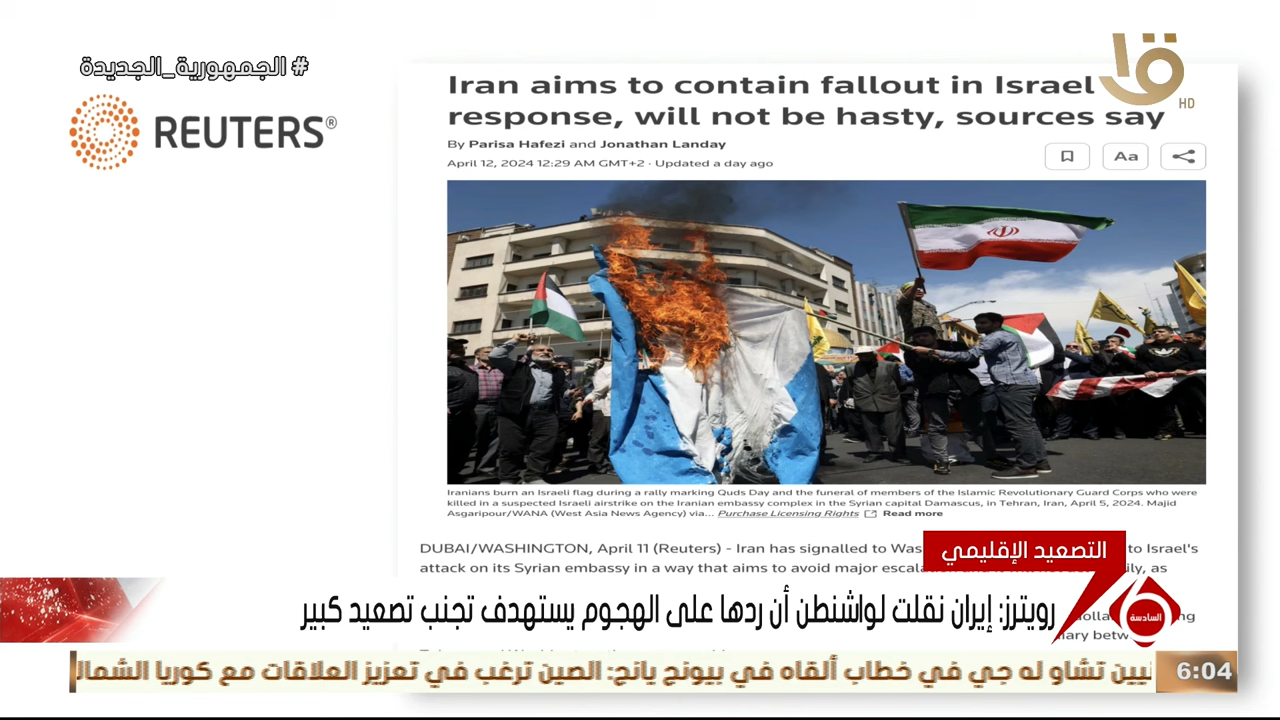 # الجمهورية_الجديدة
REUTERS®
HD
Iran aims to contain fallout in Israel
response, will not be hasty, sources say
By Parisa Hafezi and Jonathan Landay
April 12, 2024 12:29 AM GMT+2 · Updated a day ago
Aa
Iranians burn an Israeli flag during a rally marking Quds Day and the funeral of members of the Islamic Revolutionary Guard Corps who were
killed in a suspected Israeli airstrike on the Iranian embassy complex in the Syrian capital Damascus, in Tehran, Iran, April 5, 2024. Majid
Asgaripour/WANA (West Asia News Agency) via... Purchase Licensing Rights Read more
DUBAI/WASHINGTON, April 11 (Reuters) - Iran has signalled to to Israel's
attack on its Syrian embassy in a way that aims to avoid major as
التصعيد الإقليمي
رويترز: إيران نقلت لواشنطن أن ردها على الهجوم يستهدف تجنب تصعيد كبير
السادسة
تشاو له جي في خطاب ألقاه في بيونج يانج: الصين ترغب في تعزيز العلاقات مع كوريا
6:04